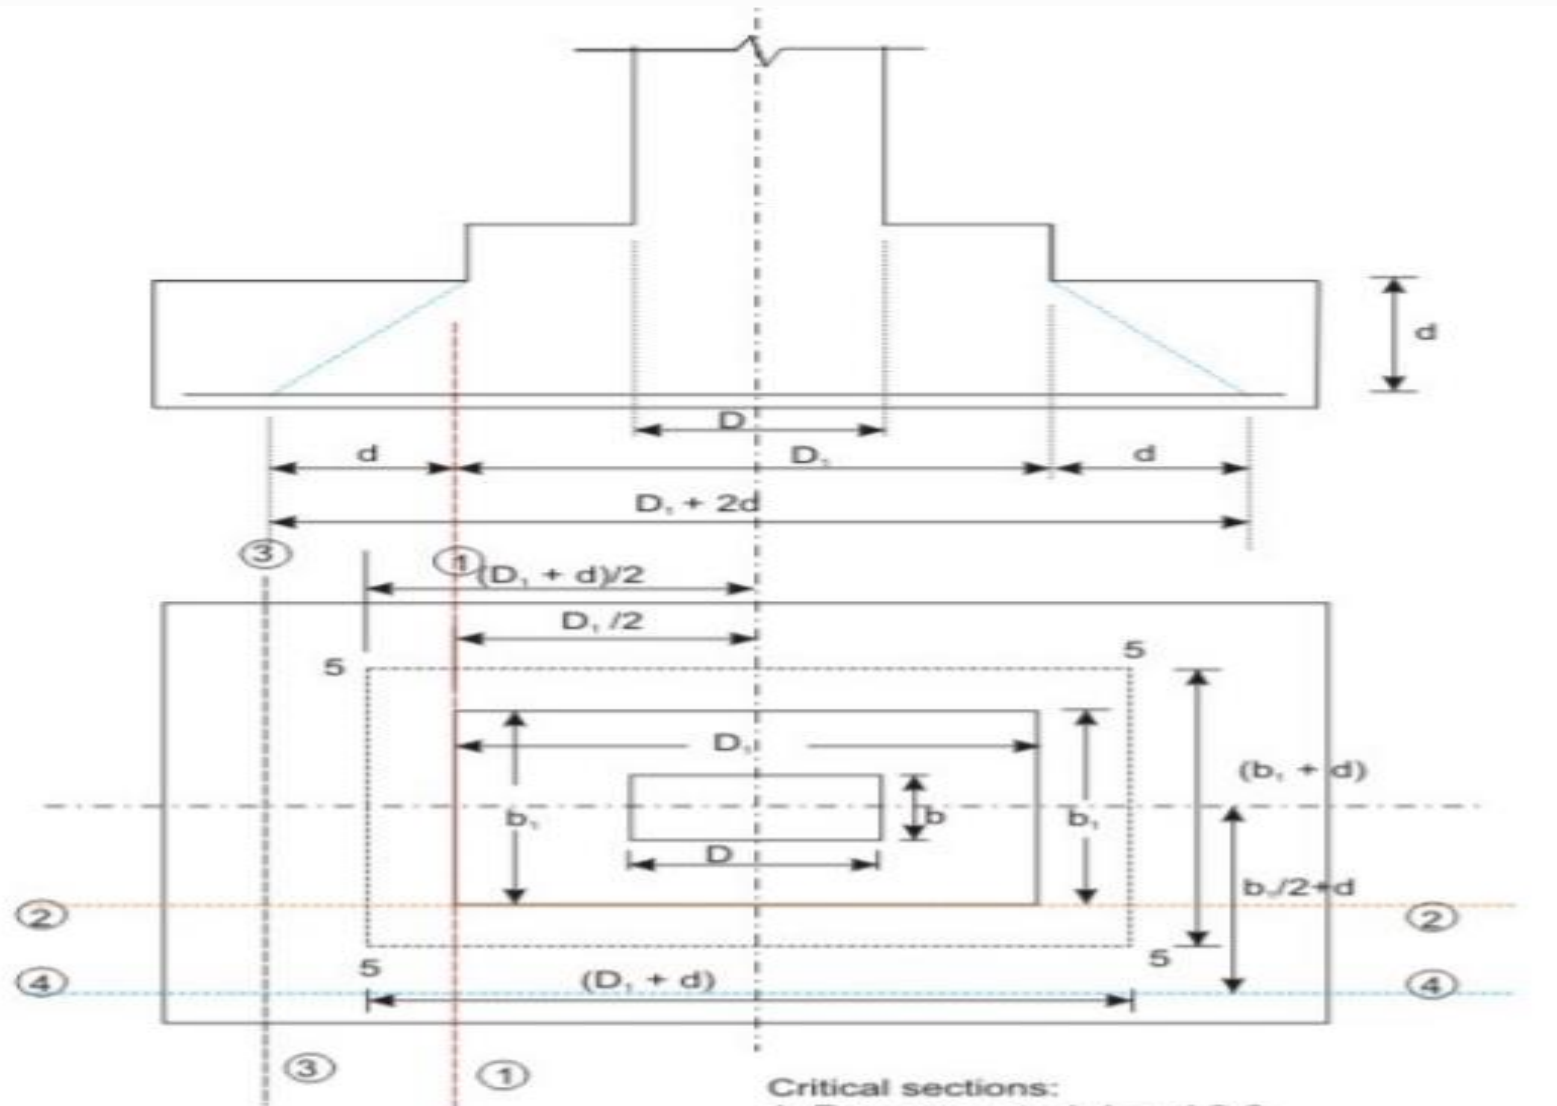 d
D
d
D₁
d
D₁ + 2d
3
1
(D₁ + d)/2
D₁ /2
5
5
D₁
(b₁ + d)
b₁
b
b₁
D
b₁/2+d
2
2
5
5
(D₁ + d)
4
4
3
1
Critical sections: